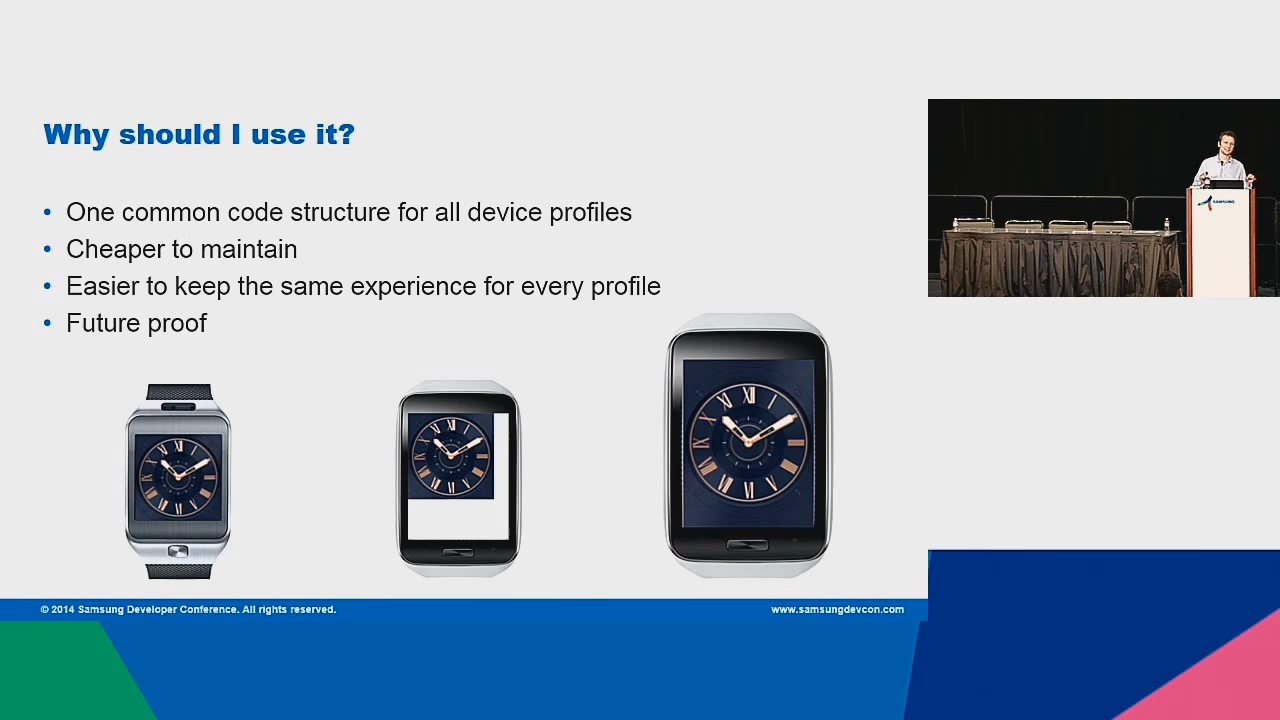 Why should I use it?
• One common code structure for all device profiles
• Cheaper to maintain
• Easier to keep the same experience for every profile
• Future proof
SAMSUNG
© 2014 Samsung Developer Conference. All rights reserved.
www.samsungdevcon.com